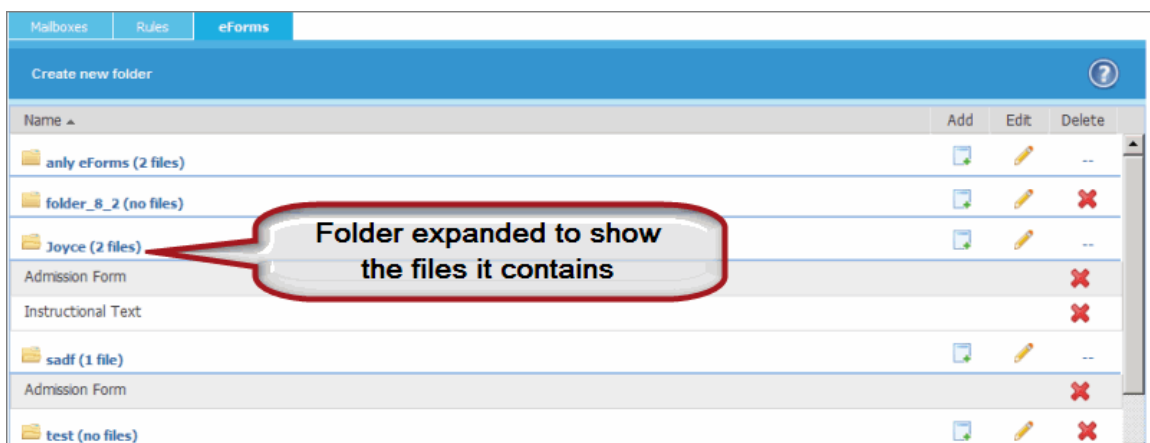 Mailboxes Rules eForms
Create new folder ?
Name Add Edit Delete
anly eForms (2 files) --
folder_8_2 (no files)
Joyce (2 files) --
Folder expanded to show
the files it contains
Admission Form
Instructional Text
sadf (1 file) --
Admission Form
test (no files)